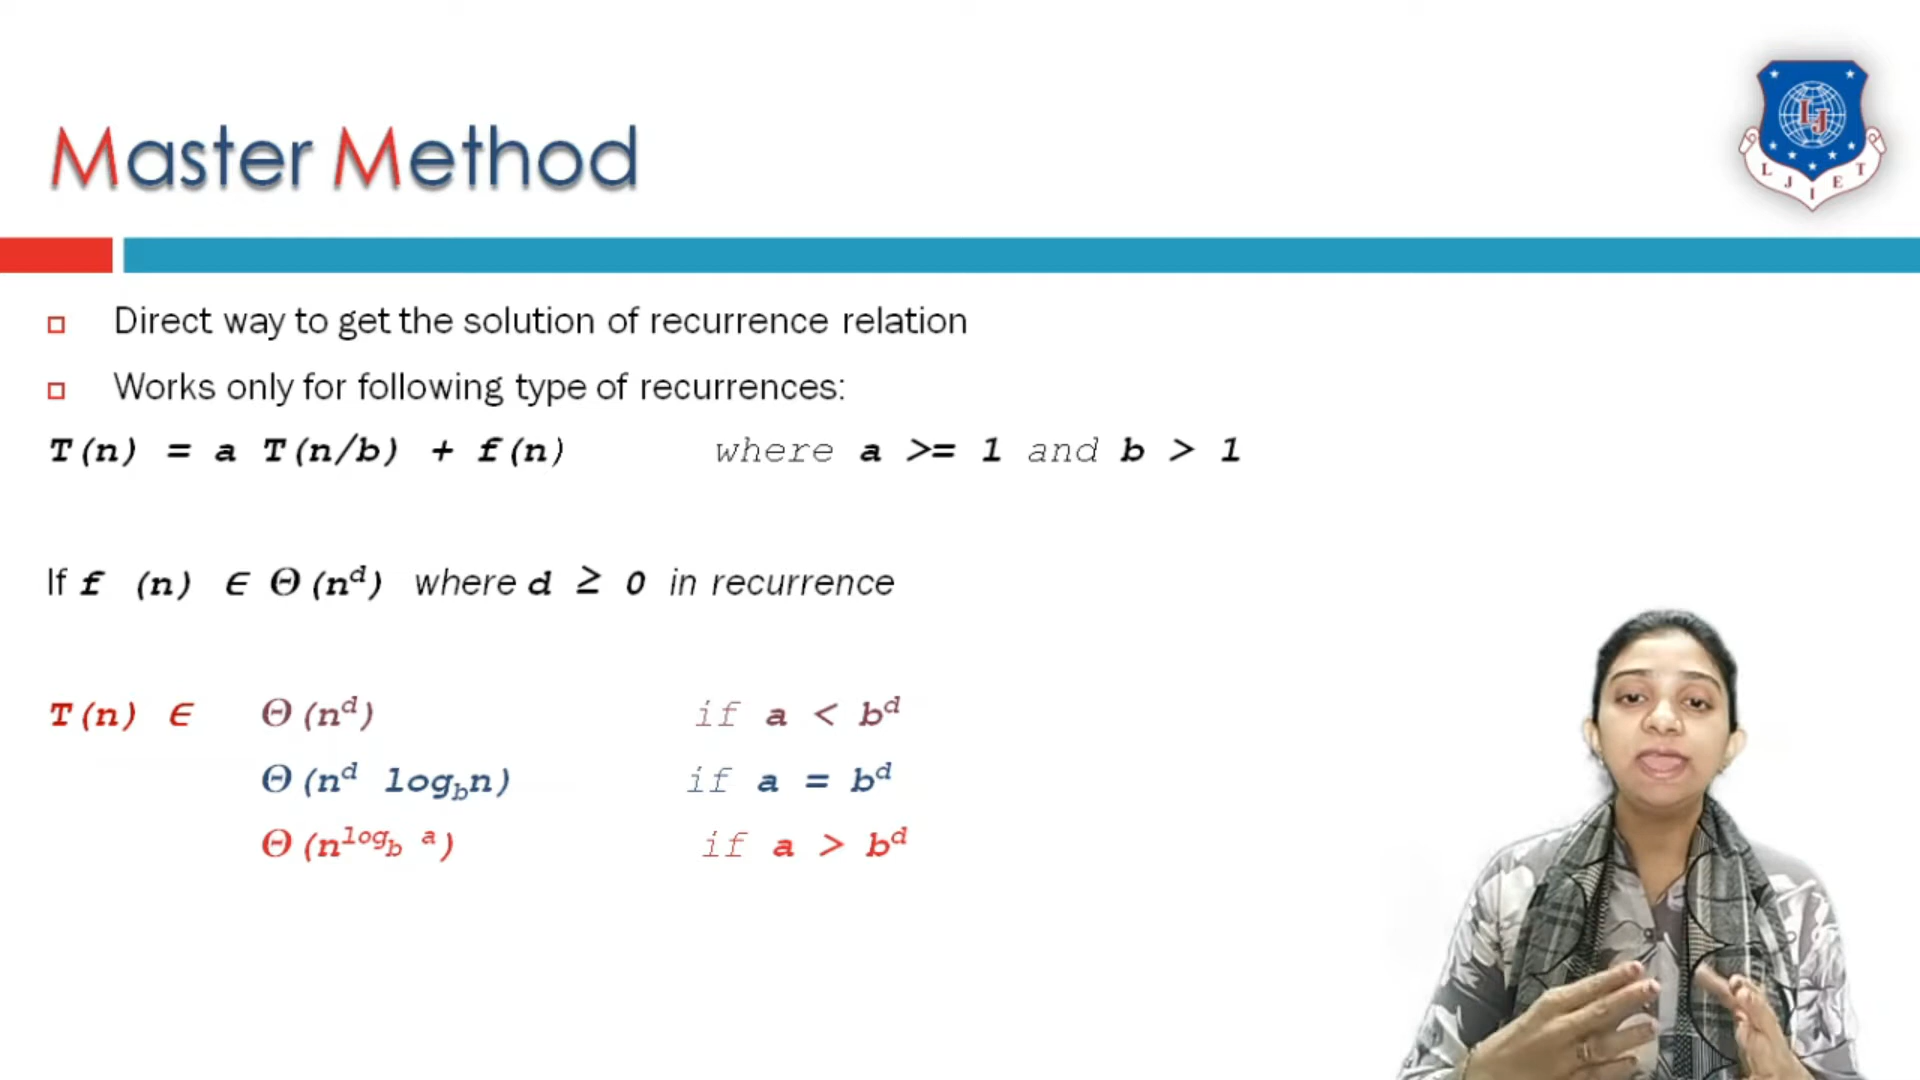 Master Method
LJIET
Direct way to get the solution of recurrence relation
Works only for following type of recurrences:
T(n) = a T(n/b) + f(n) where a >= 1 and b > 1
If f (n) ∈ Θ(n^d) where d ≥ 0 in recurrence
T(n) ∈ Θ(n^d) if a < b^d
Θ(n^d log_b n) if a = b^d
Θ(n^(log_b a)) if a > b^d